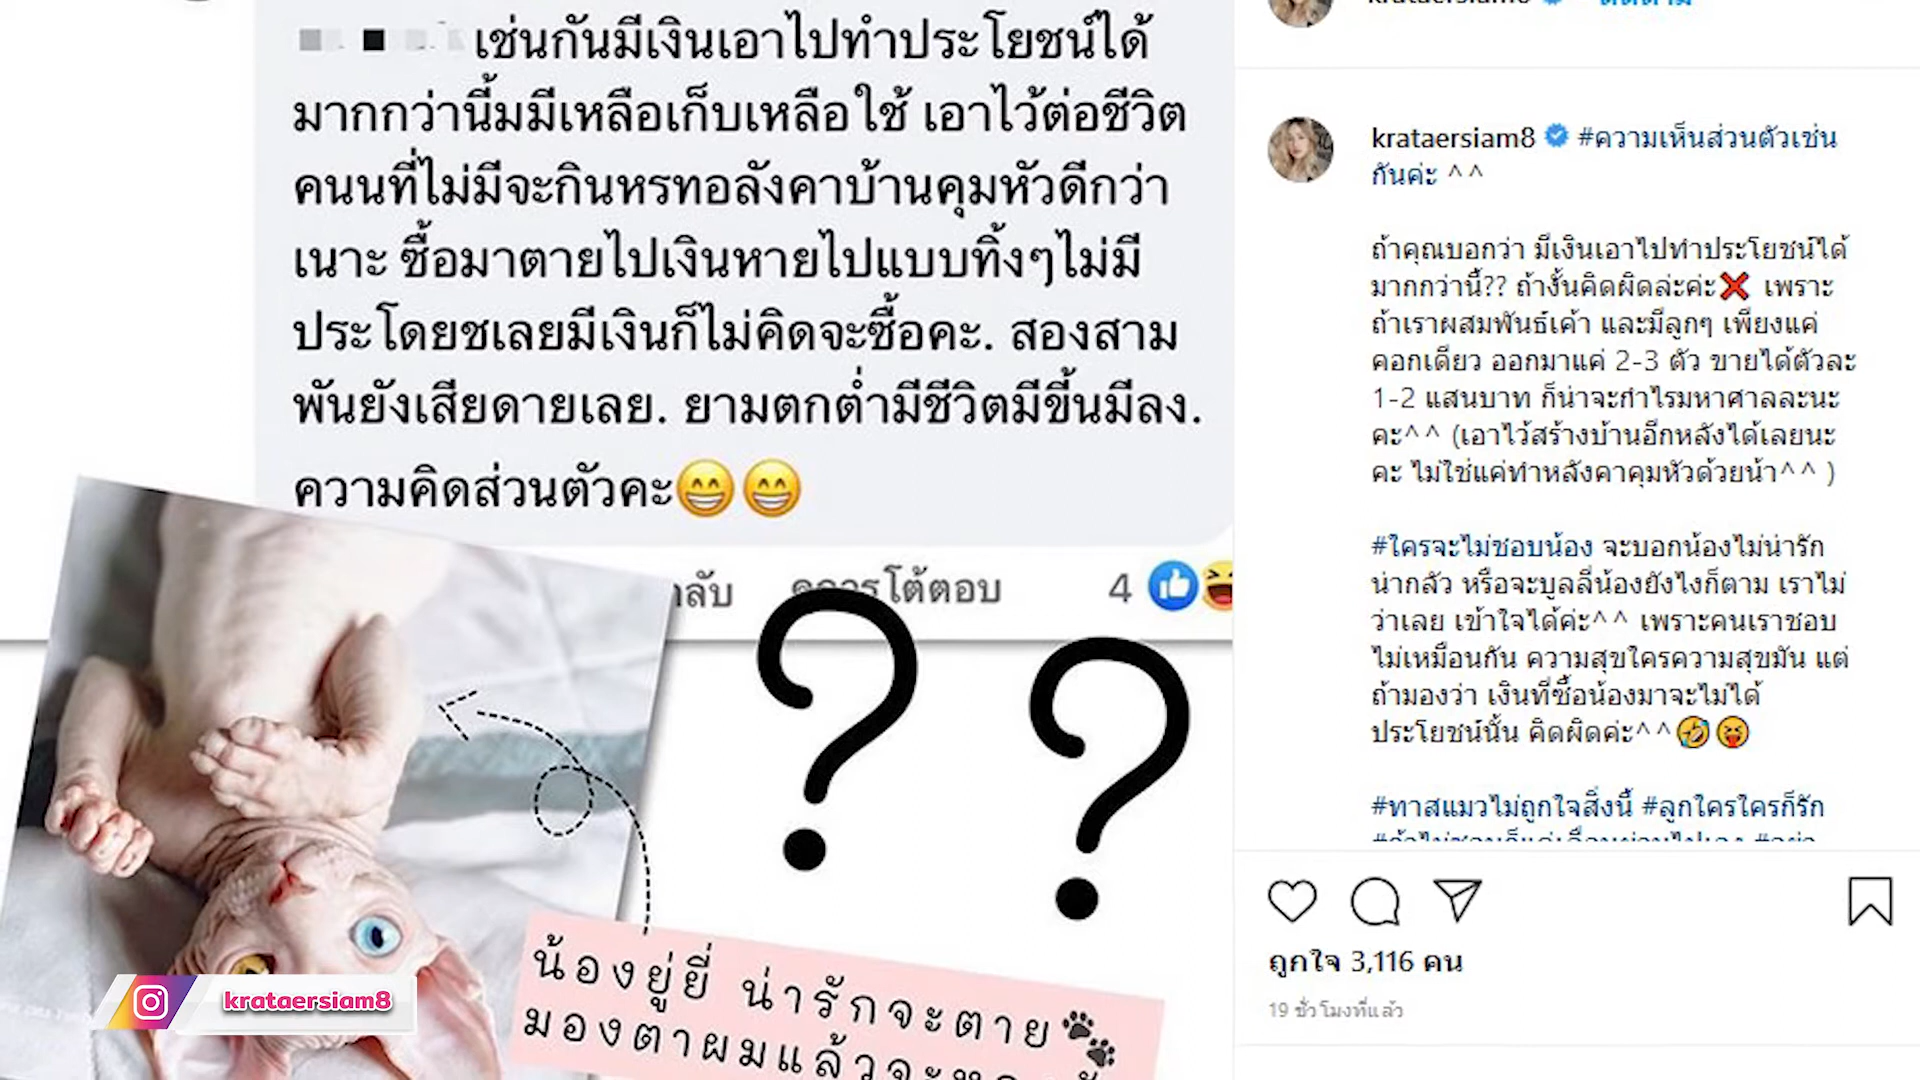 เช่นกันมีเงินเอาไปทำประโยชน์ได้
มากกว่านี้มมีเหลือเก็บเหลือใช้ เอาไว้ต่อชีวิต
คนนที่ไม่มีจะกินหรทอลังคาบ้านคุมหัวดีกว่า
เนาะ ซื้อมาตายไปเงินหายไปแบบทิ้งๆไม่มี
ประโดยชเลยมีเงินก็ไม่คิดจะซื้อคะ. สองสาม
พันยังเสียดายเลย. ยามตกต่ำมีชีวิตมีขี้นมีลง.
ความคิดส่วนตัวคะ😁😁
4
น้องยู่ยี่ น่ารักจะตาย🐾
มองตาผมแล้วจะ
krataersiam8
krataersiam8 #ความเห็นส่วนตัวเช่น
กันค่ะ ^^
ถ้าคุณบอกว่า มีเงินเอาไปทำประโยชน์ได้
มากกว่านี้?? ถ้างั้นคิดผิดล่ะค่ะ❌ เพราะ
ถ้าเราผสมพันธ์เค้า และมีลูกๆ เพียงแค่
คอกเดียว ออกมาแค่ 2-3 ตัว ขายได้ตัวละ
1-2 แสนบาท ก็น่าจะกำไรมหาศาลละนะ
คะ^^ (เอาไว้สร้างบ้านอีกหลังได้เลยนะ
คะ ไม่ใช่แค่ทำหลังคาคุมหัวด้วยน้า^^ )
#ใครจะไม่ชอบน้อง จะบอกน้องไม่น่ารัก
น่ากลัว หรือจะบูลลี่น้องยังไงก็ตาม เราไม่
ว่าเลย เข้าใจได้ค่ะ^^ เพราะคนเราชอบ
ไม่เหมือนกัน ความสุขใครความสุขมัน แต่
ถ้ามองว่า เงินที่ซื้อน้องมาจะไมได้
ประโยชน์นั้น คิดผิดค่ะ^^🤣😝
#ทาสแมวไม่ถูกใจสิ่งนี้ #ลูกใครใครก็รัก
ถูกใจ 3,116 คน
19 ชั่วโมงที่แล้ว